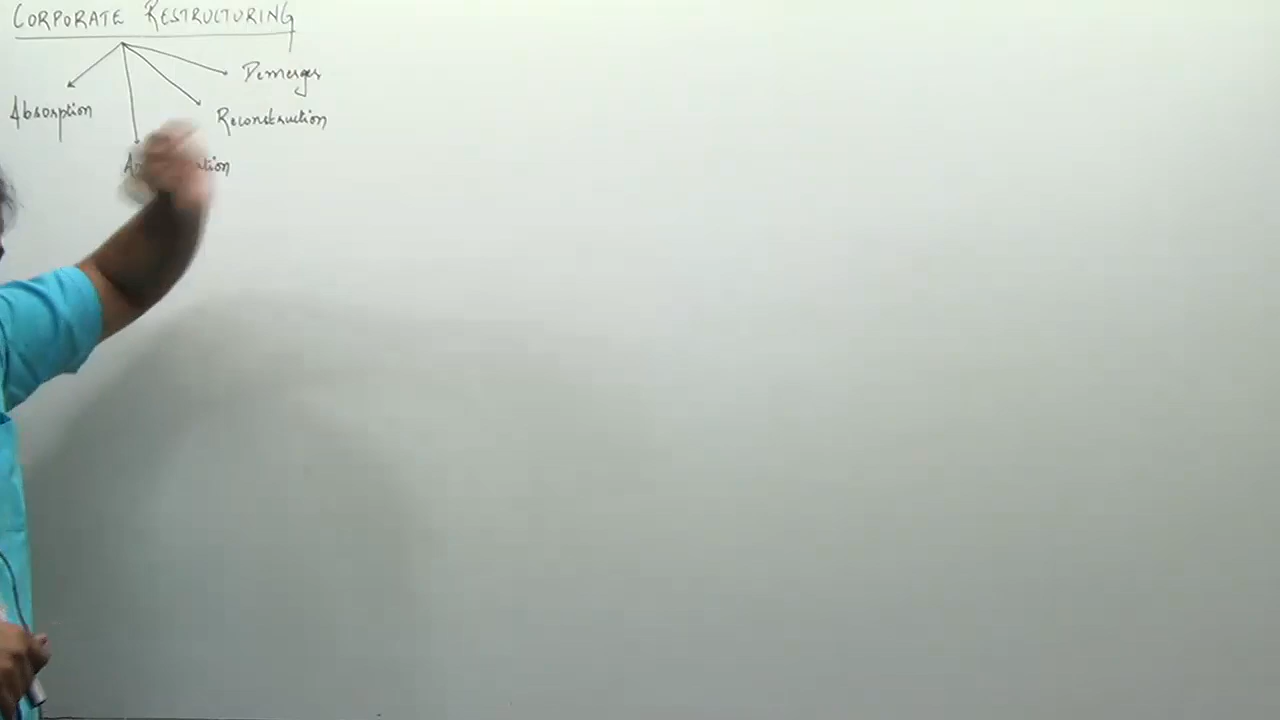 CORPORATE RESTRUCTURING
Demerger
Absorption
Reconstruction